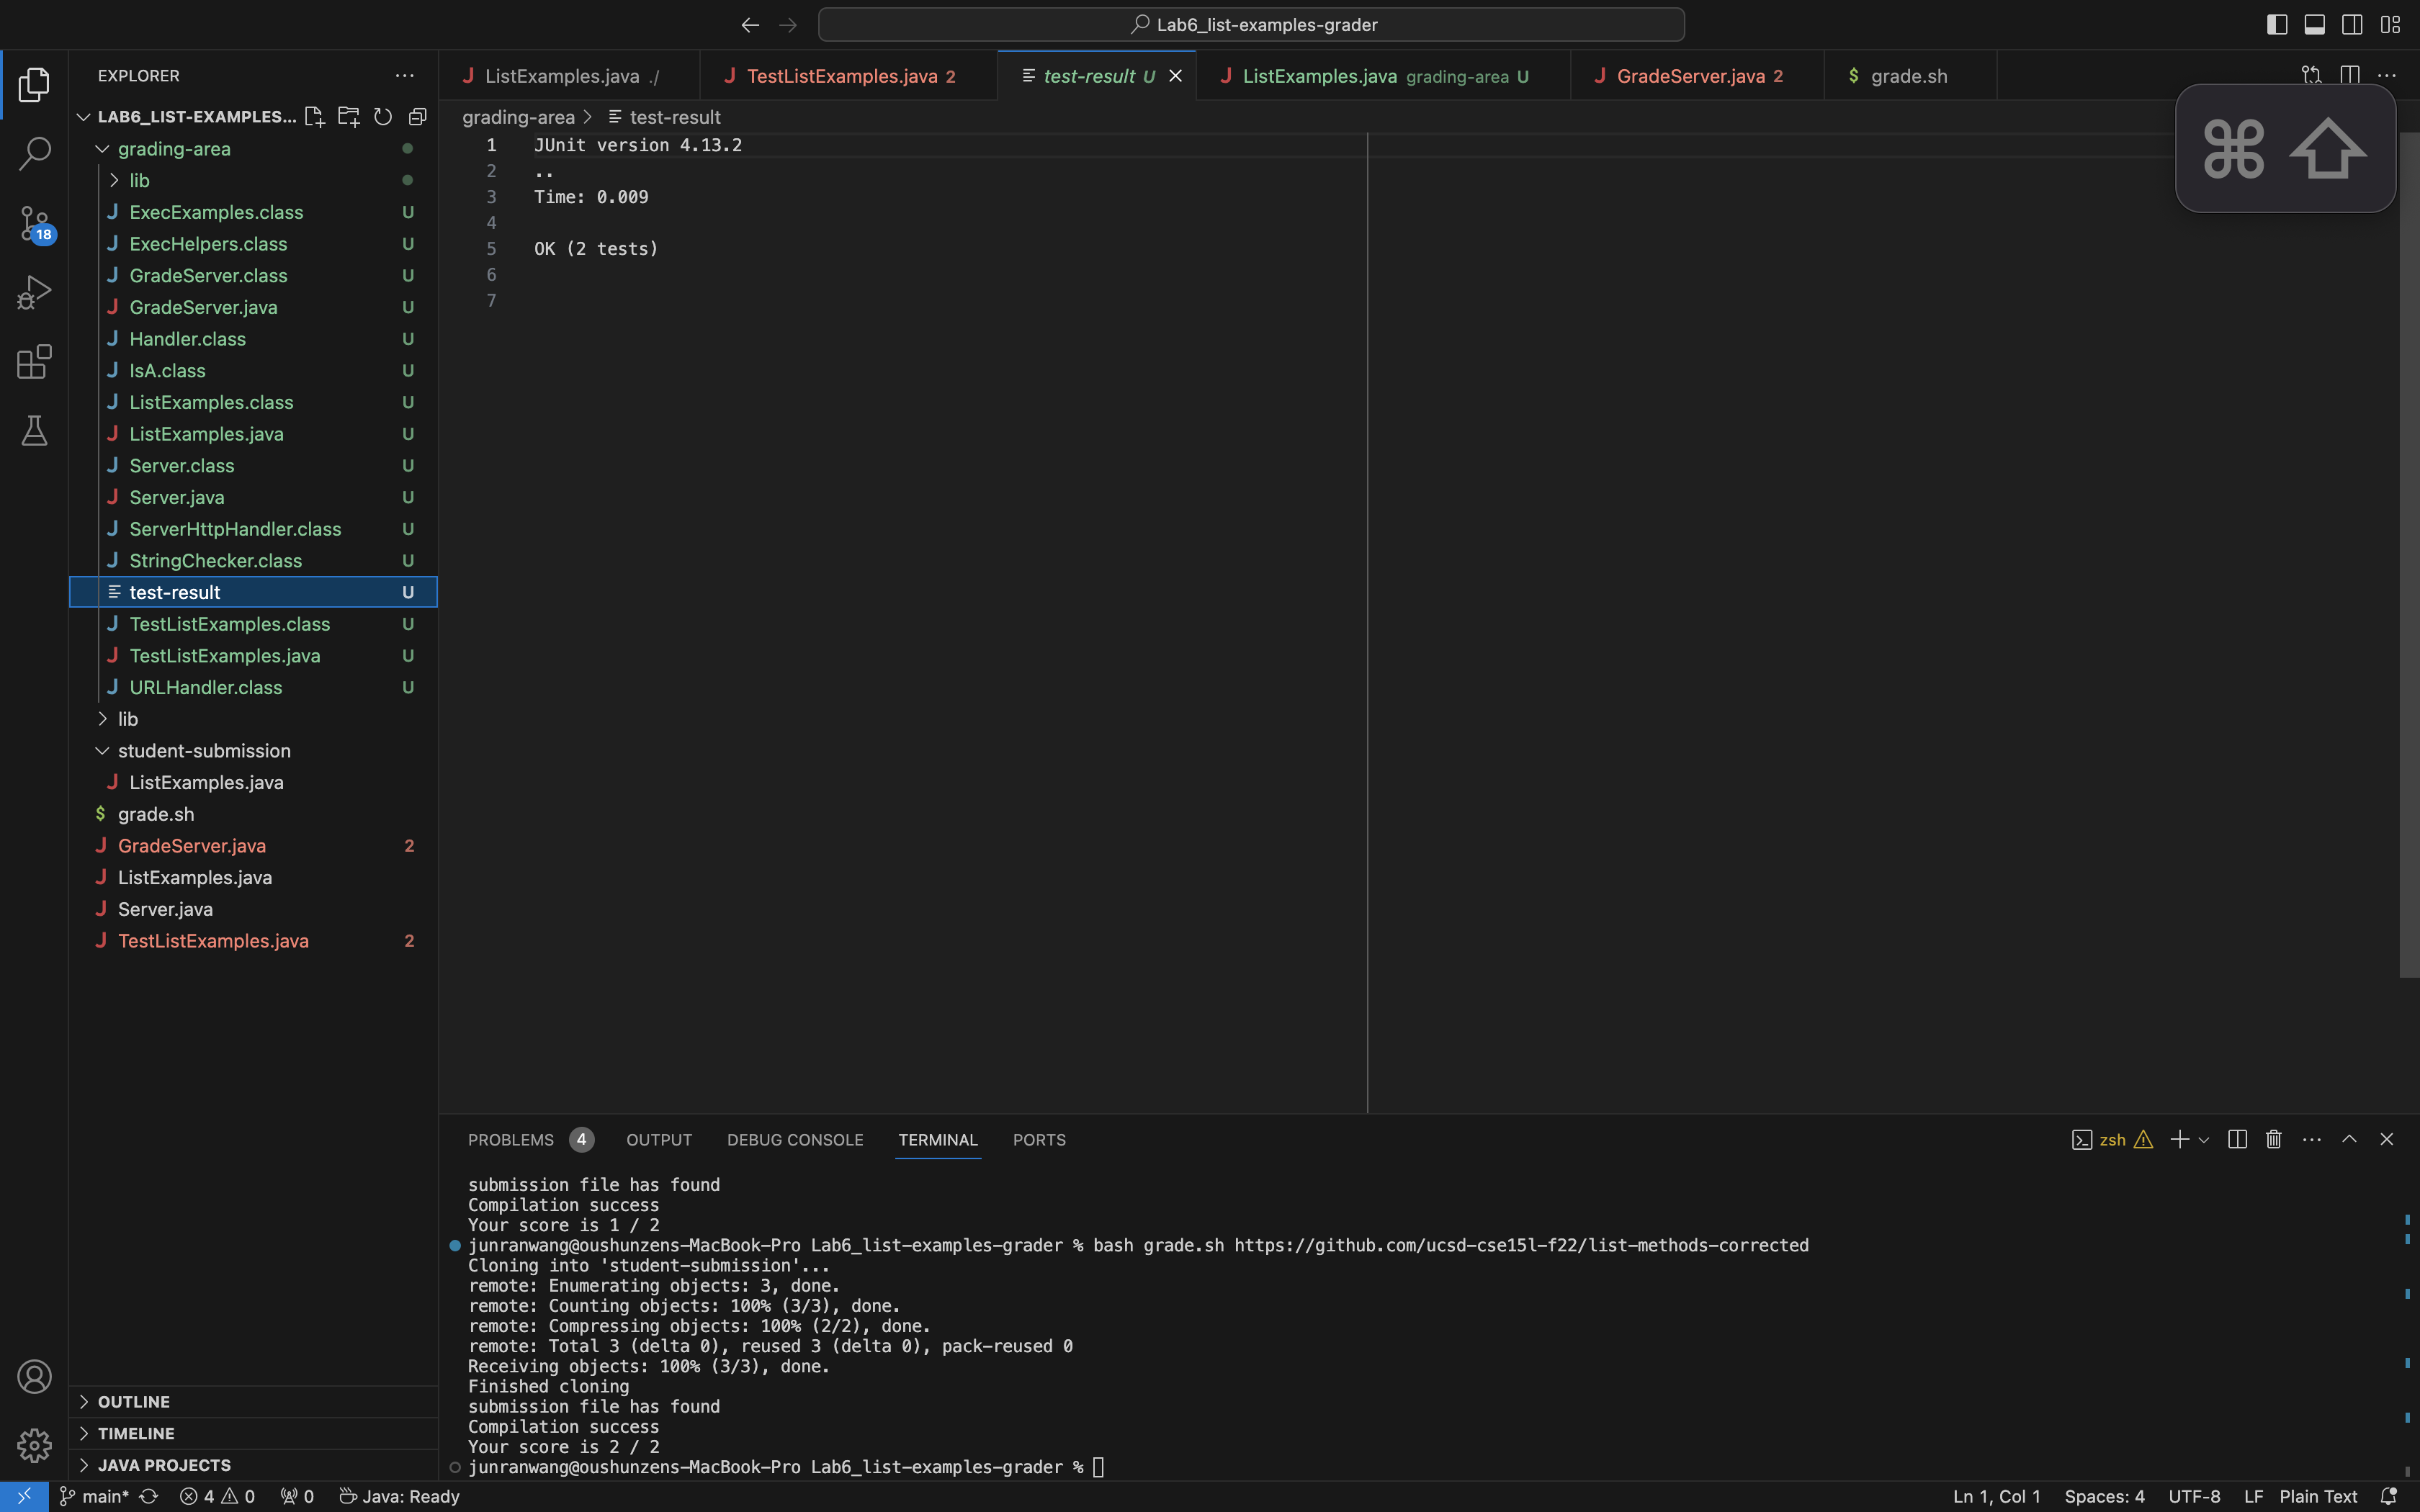 Lab6_list-examples-grader
EXPLORER
LAB6_LIST-EXAMPLES...
grading-area
lib
ExecExamples.class U
ExecHelpers.class U
GradeServer.class U
GradeServer.java U
Handler.class U
IsA.class U
ListExamples.class U
ListExamples.java U
Server.class U
Server.java U
ServerHttpHandler.class U
StringChecker.class U
test-result U
TestListExamples.class U
TestListExamples.java U
URLHandler.class U
lib
student-submission
ListExamples.java
grade.sh
GradeServer.java 2
ListExamples.java
Server.java
TestListExamples.java 2
OUTLINE
TIMELINE
JAVA PROJECTS
18
ListExamples.java ./
TestListExamples.java 2
test-result U
ListExamples.java grading-area U
GradeServer.java 2
$ grade.sh
grading-area > test-result
1 JUnit version 4.13.2
2 ..
3 Time: 0.009
4
5 OK (2 tests)
6
7
⌘ ⇧
PROBLEMS 4 OUTPUT DEBUG CONSOLE TERMINAL PORTS
zsh
submission file has found
Compilation success
Your score is 1 / 2
junranwang@oushunzens-MacBook-Pro Lab6_list-examples-grader % bash grade.sh https://github.com/ucsd-cse15l-f22/list-methods-corrected
Cloning into 'student-submission'...
remote: Enumerating objects: 3, done.
remote: Counting objects: 100% (3/3), done.
remote: Compressing objects: 100% (2/2), done.
remote: Total 3 (delta 0), reused 3 (delta 0), pack-reused 0
Receiving objects: 100% (3/3), done.
Finished cloning
submission file has found
Compilation success
Your score is 2 / 2
junranwang@oushunzens-MacBook-Pro Lab6_list-examples-grader %
main* 4 0 0 Java: Ready
Ln 1, Col 1 Spaces: 4 UTF-8 LF Plain Text